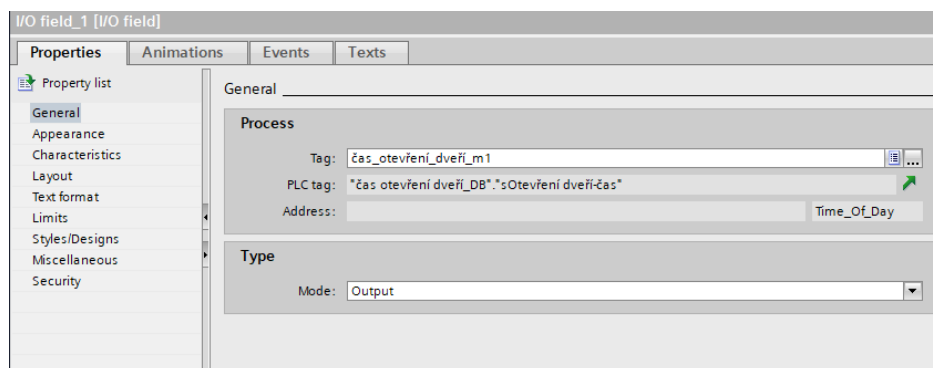 I/O field_1 [I/O field]
Properties Animations Events Texts
Property list
General
Appearance
Characteristics
Layout
Text format
Limits
Styles/Designs
Miscellaneous
Security
General
Process
Tag: čas_otevření_dveří_m1 ...
PLC tag: "čas otevření dveří_DB"."sOtevření dveří-čas"
Address: Time_Of_Day
Type
Mode: Output